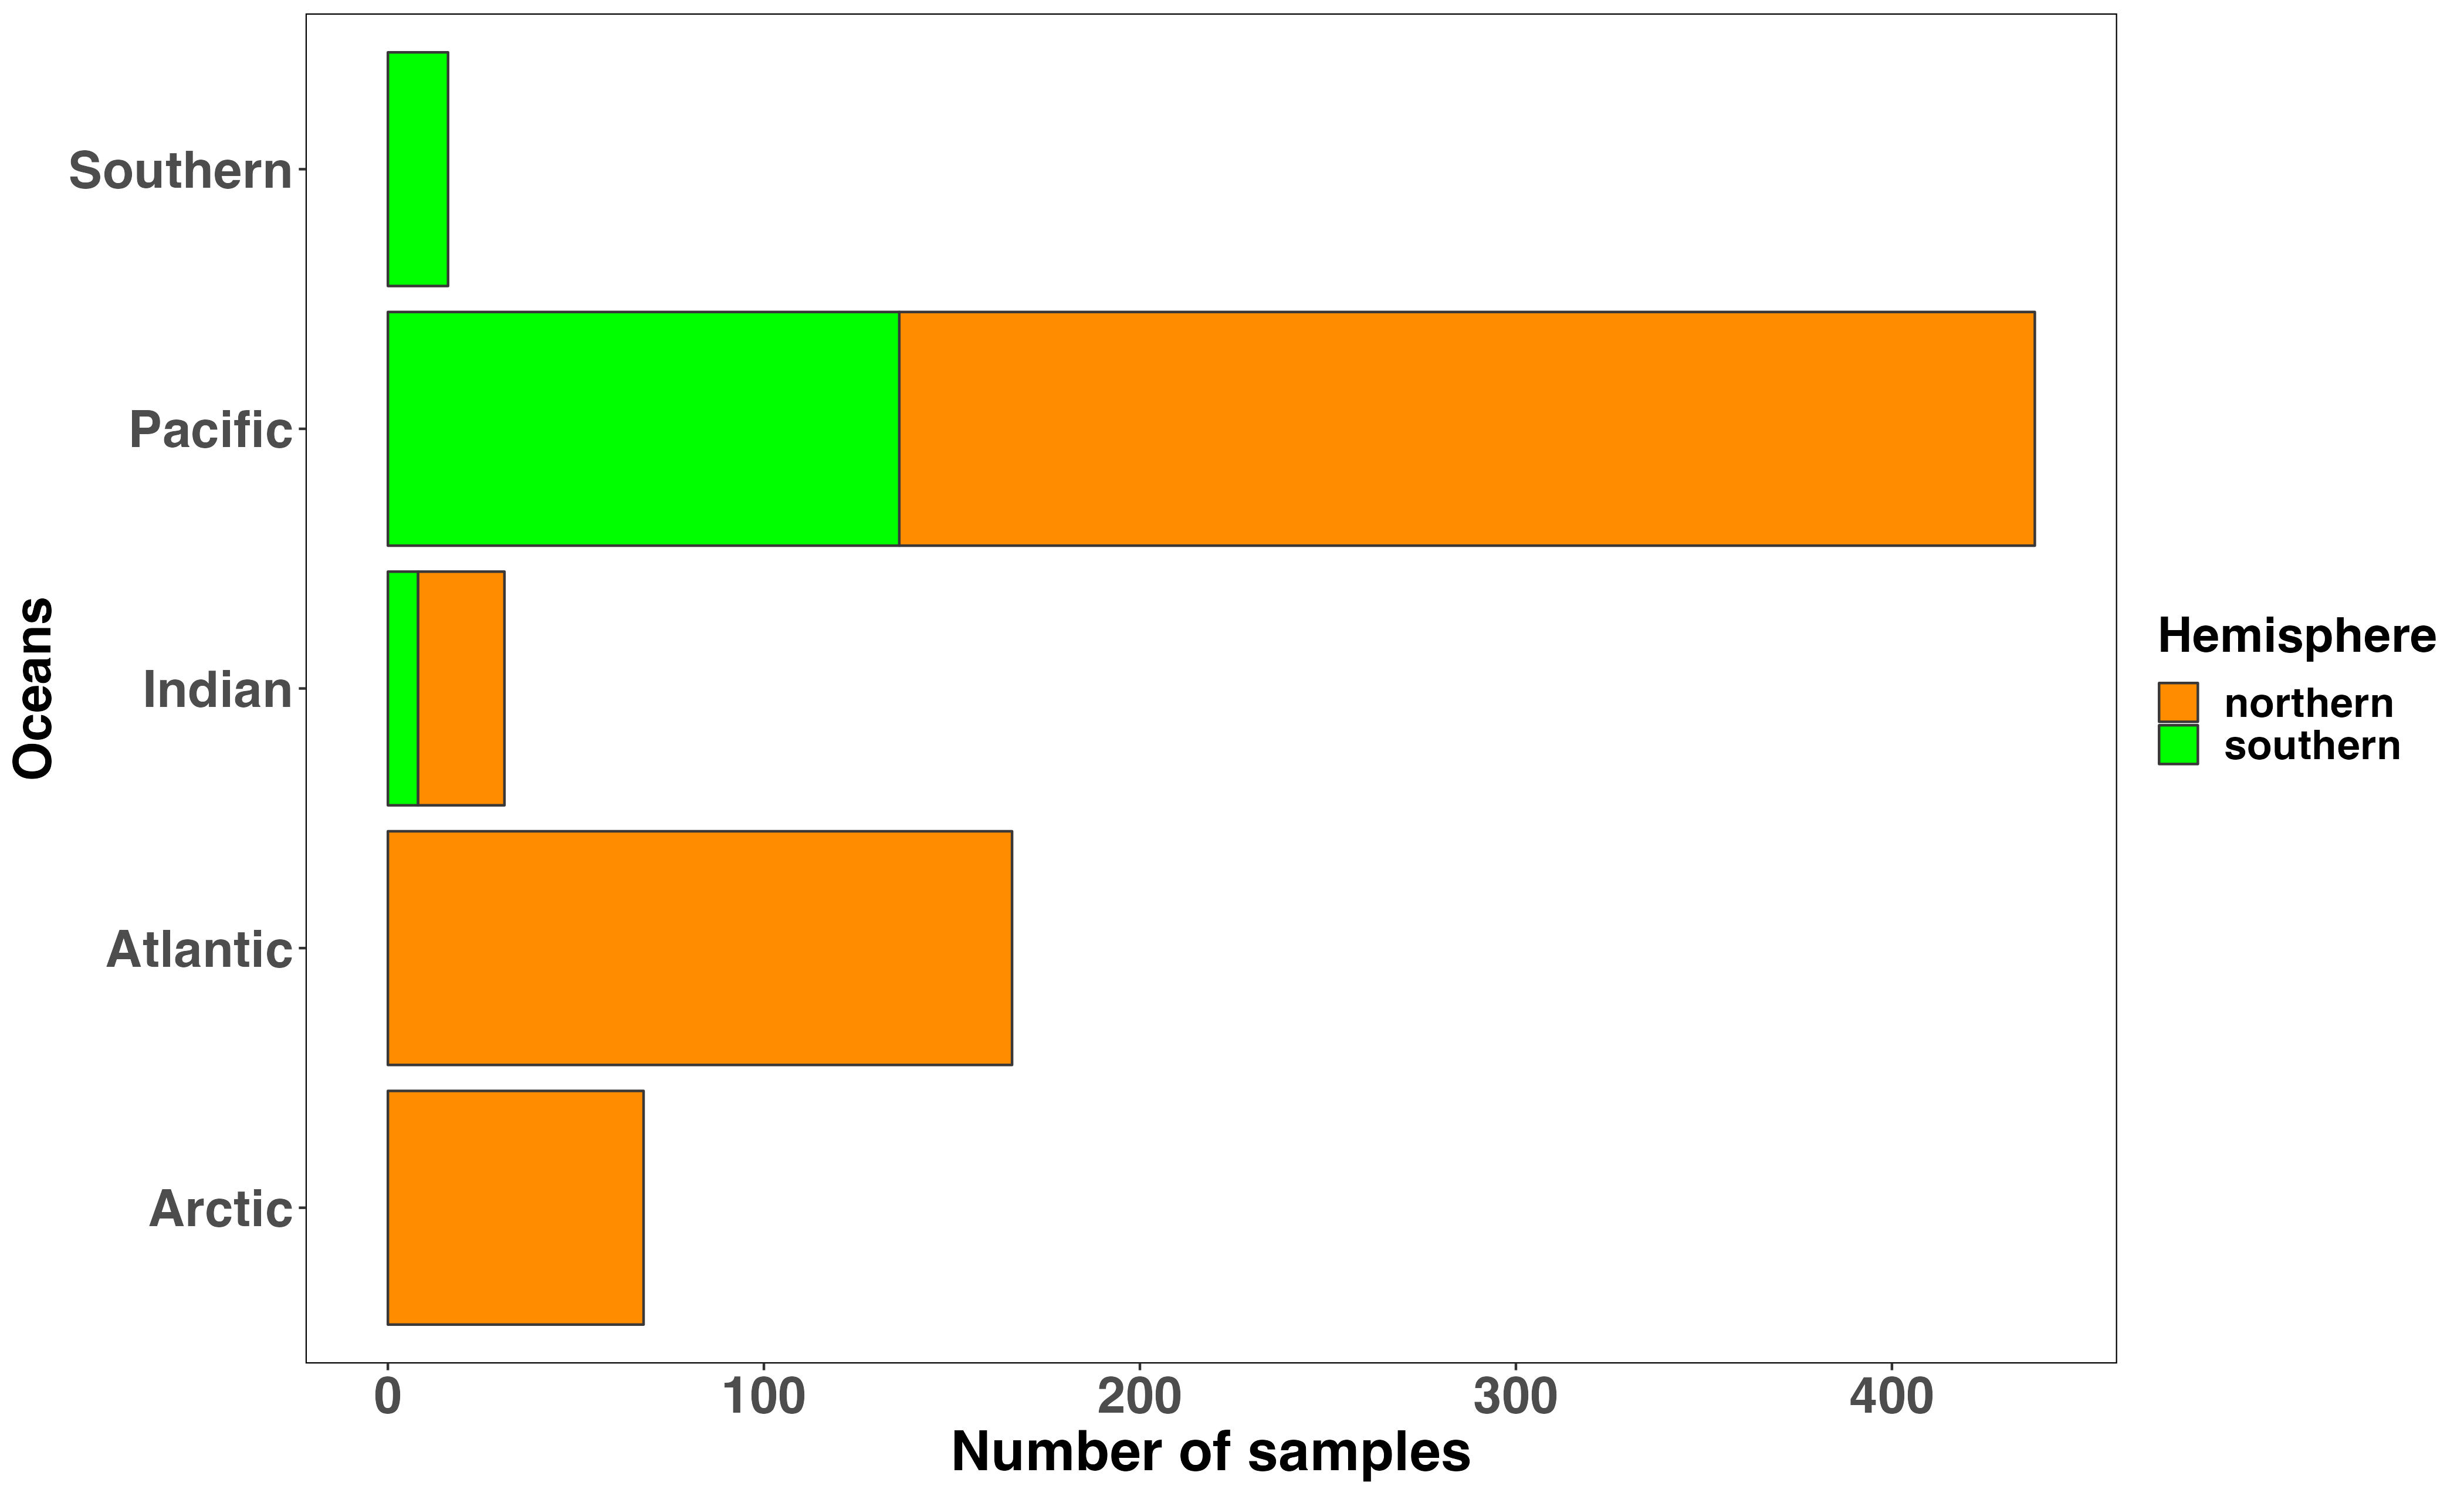 Southern
Pacific
Indian
Atlantic
Arctic
Oceans
0 100 200 300 400
Number of samples
Hemisphere
northern
southern